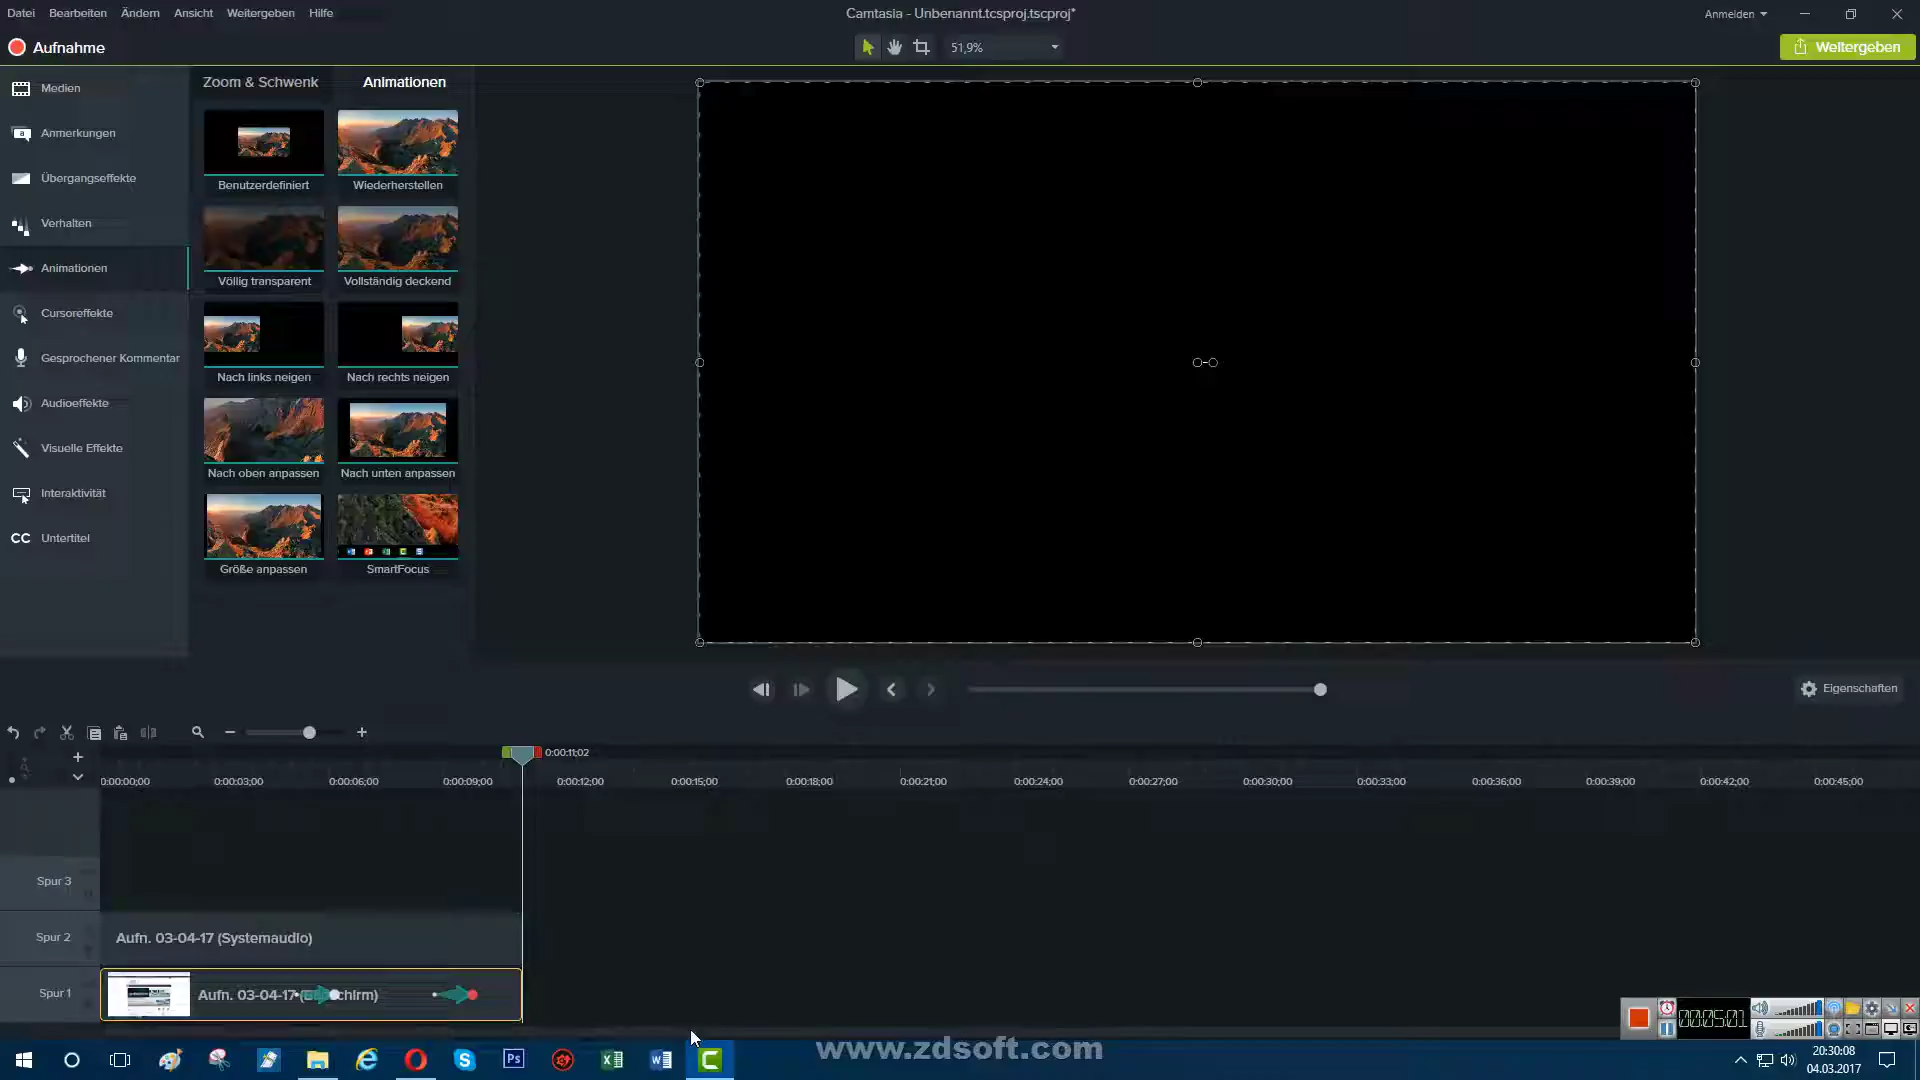 Datei Bearbeiten Ändern Ansicht Weitergeben Hilfe
Camtasia - Unbenannt.tcsproj.tscproj*
Anmelden
Aufnahme
51,9%
Weitergeben
Medien
Anmerkungen
Übergangseffekte
Verhalten
Animationen
Cursoreffekte
Gesprochener Kommentar
Audioeffekte
Visuelle Effekte
Interaktivität
CC Untertitel
Zoom & Schwenk Animationen
Benutzerdefiniert Wiederherstellen
Völlig transparent Vollständig deckend
Nach links neigen Nach rechts neigen
Nach oben anpassen Nach unten anpassen
Größe anpassen SmartFocus
Eigenschaften
0:00:11;02
0:00:00;00 0:00:03;00 0:00:06;00 0:00:09;00 0:00:12;00 0:00:15;00 0:00:18;00 0:00:21;00 0:00:24;00 0:00:27;00 0:00:30;00 0:00:33;00 0:00:36;00 0:00:39;00 0:00:42;00 0:00:45;00
Spur 3
Spur 2 Aufn. 03-04-17 (Systemaudio)
Spur 1 Aufn. 03-04-17 (Bildschirm)
00:05:01
www.zdsoft.com
Ps
20:30:08
04.03.2017